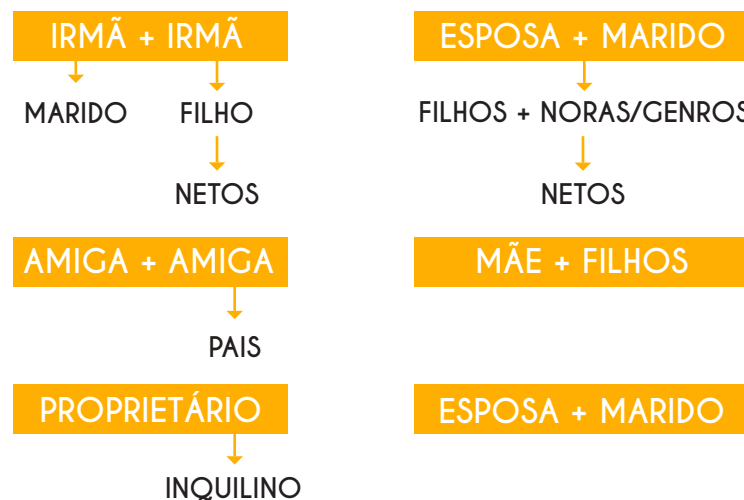 IRMÃ + IRMÃ
MARIDO
FILHO
NETOS
ESPOSA + MARIDO
FILHOS + NORAS/GENROS
NETOS
AMIGA + AMIGA
PAIS
MÃE + FILHOS
PROPRIETÁRIO
INQUILINO
ESPOSA + MARIDO